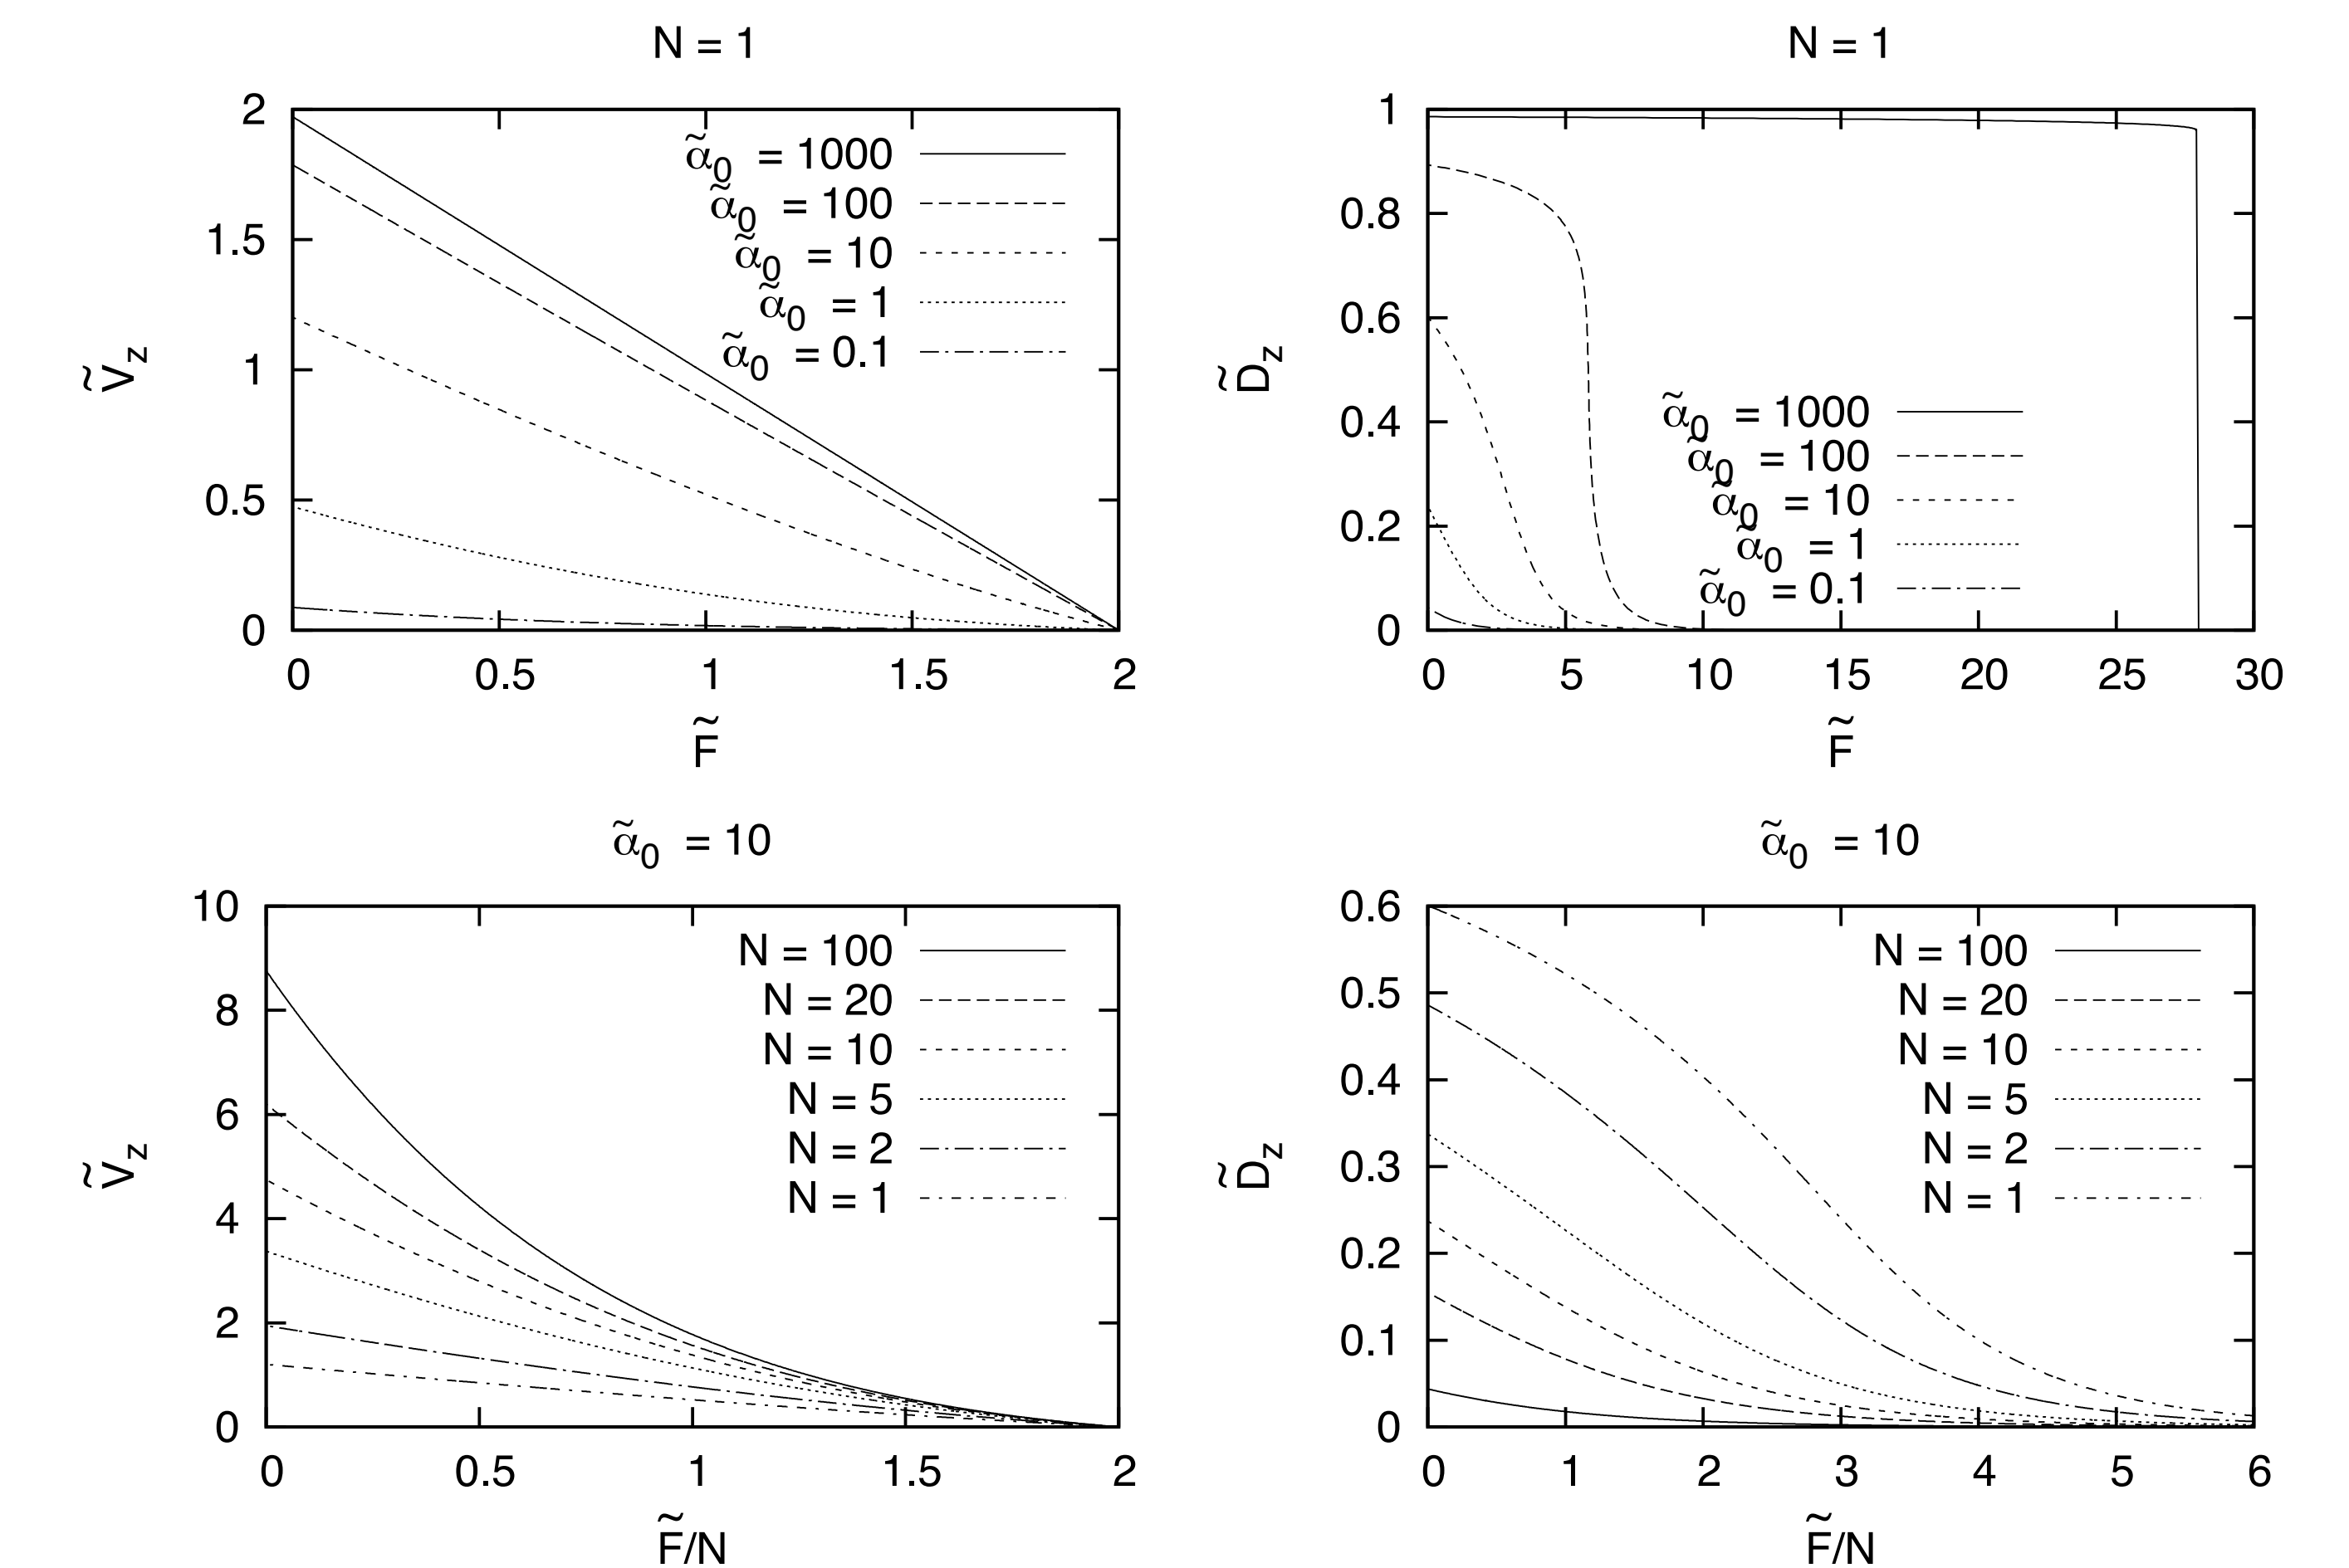 N = 1
2
1.5
1
0.5
0
0 0.5 1 1.5 2
Ṽz
F̃
α̃0 = 1000
α̃0 = 100
α̃0 = 10
α̃0 = 1
α̃0 = 0.1
N = 1
1
0.8
0.6
0.4
0.2
0
0 5 10 15 20 25 30
D̃z
F̃
α̃0 = 1000
α̃0 = 100
α̃0 = 10
α̃0 = 1
α̃0 = 0.1
α̃0 = 10
10
8
6
4
2
0
0 0.5 1 1.5 2
Ṽz
F̃/N
N = 100
N = 20
N = 10
N = 5
N = 2
N = 1
α̃0 = 10
0.6
0.5
0.4
0.3
0.2
0.1
0
0 1 2 3 4 5 6
D̃z
F̃/N
N = 100
N = 20
N = 10
N = 5
N = 2
N = 1